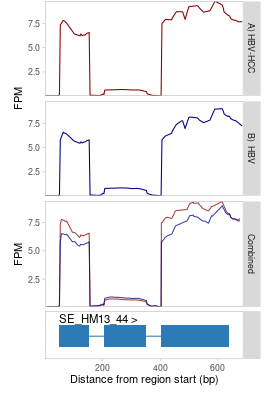 7.5
5.0
2.5
A) HBV-HCC
7.5
5.0
2.5
B) HBV
FPM
7.5
5.0
2.5
Combined
FPM
SE_HM13_44 >
200
400
600
Distance from region start (bp)
FPM